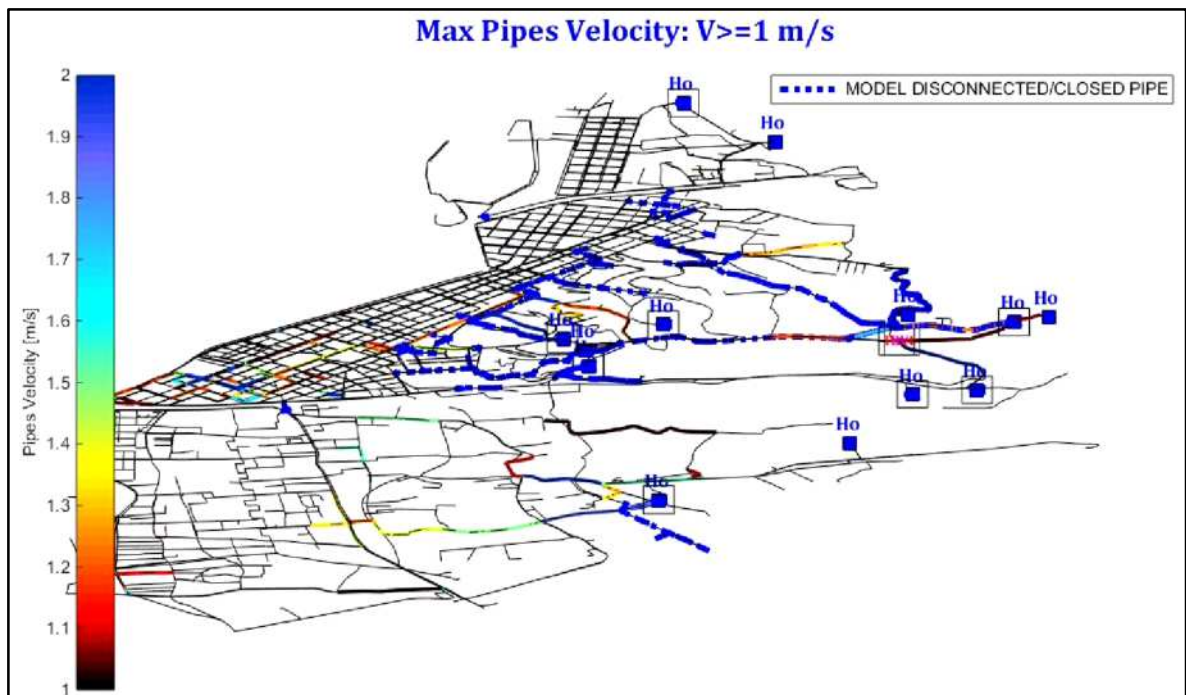 Max Pipes Velocity: V>=1 m/s
MODEL DISCONNECTED/CLOSED PIPE
Pipes Velocity [m/s]
2
1.9
1.8
1.7
1.6
1.5
1.4
1.3
1.2
1.1
1
Ho
Ho
Ho
Ho
Ho
Ho
Ho
Ho
Ho
Ho
Ho
Ho